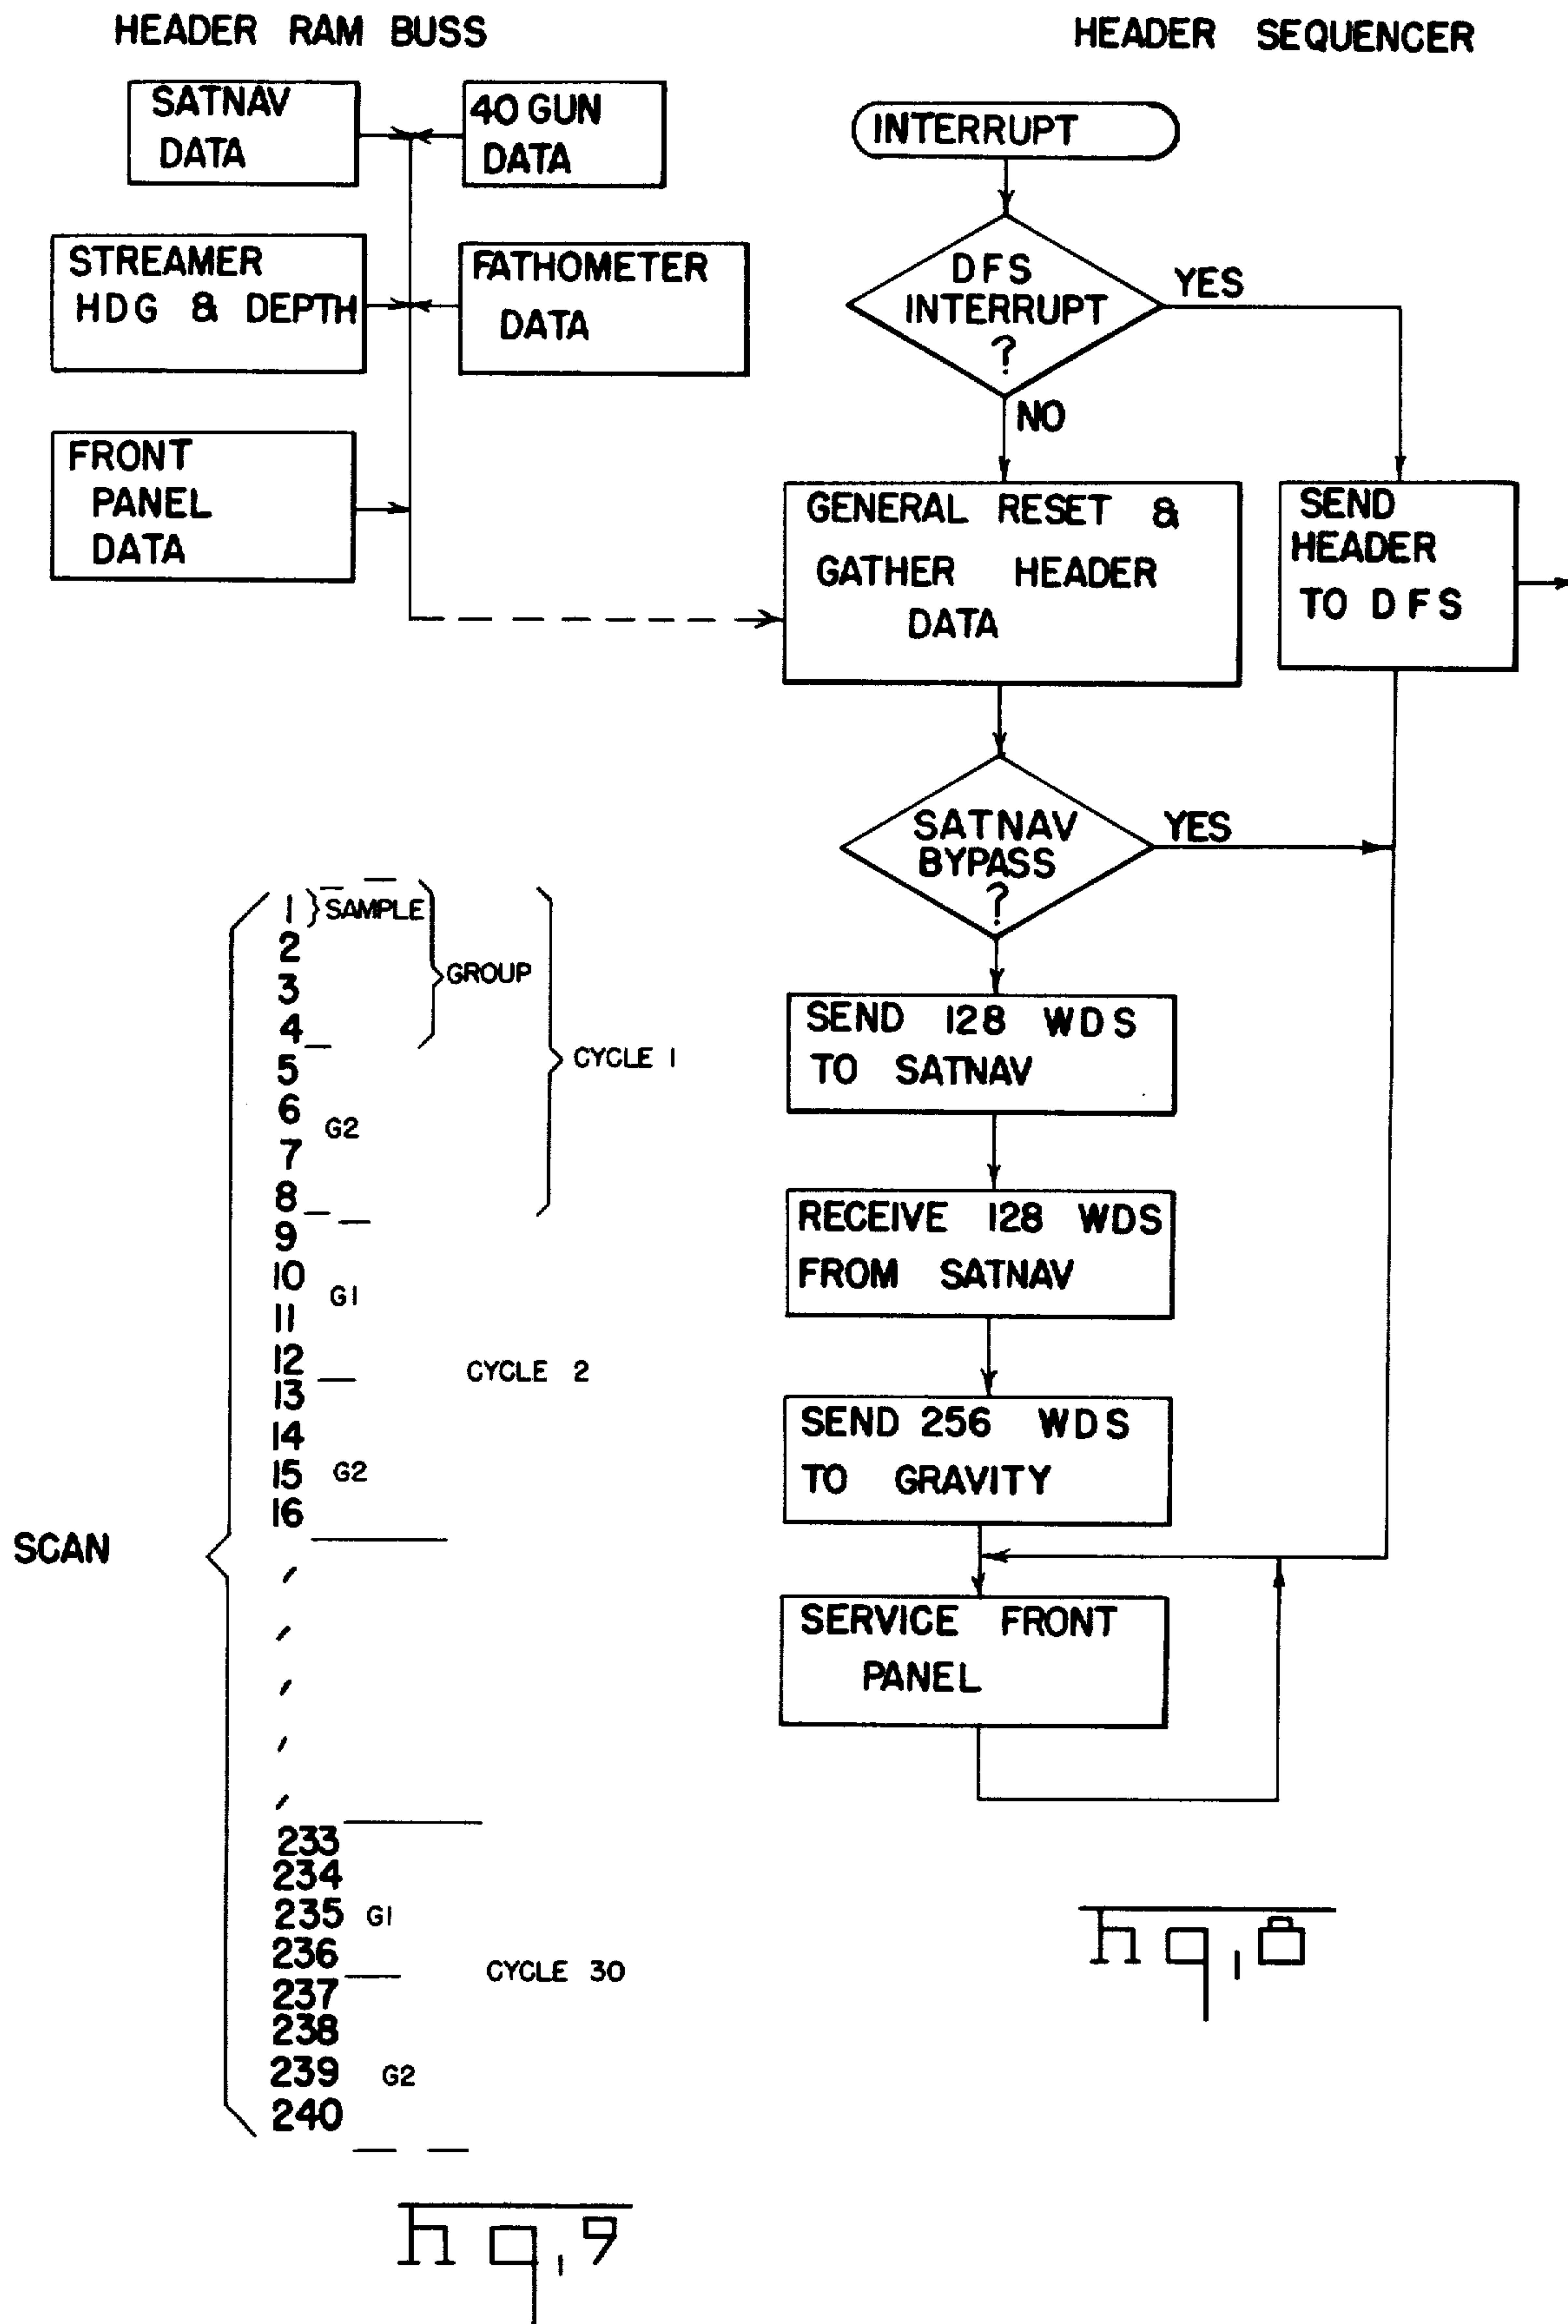 HEADER RAM BUSS
SATNAV
DATA
40 GUN
DATA
STREAMER
HDG & DEPTH
FATHOMETER
DATA
FRONT
PANEL
DATA
HEADER SEQUENCER
INTERRUPT
DFS
INTERRUPT
?
YES
NO
GENERAL RESET &
GATHER HEADER
DATA
SEND
HEADER
TO DFS
SATNAV
BYPASS
?
YES
SEND 128 WDS
TO SATNAV
RECEIVE 128 WDS
FROM SATNAV
SEND 256 WDS
TO GRAVITY
SERVICE FRONT
PANEL
Fig. 8
SCAN
1 } SAMPLE
2
3
GROUP
4
5
CYCLE 1
6
G2
7
8
9
10
G1
11
12
CYCLE 2
13
14
15 G2
16
233
234
235 G1
236
CYCLE 30
237
238
239 G2
240
Fig. 9